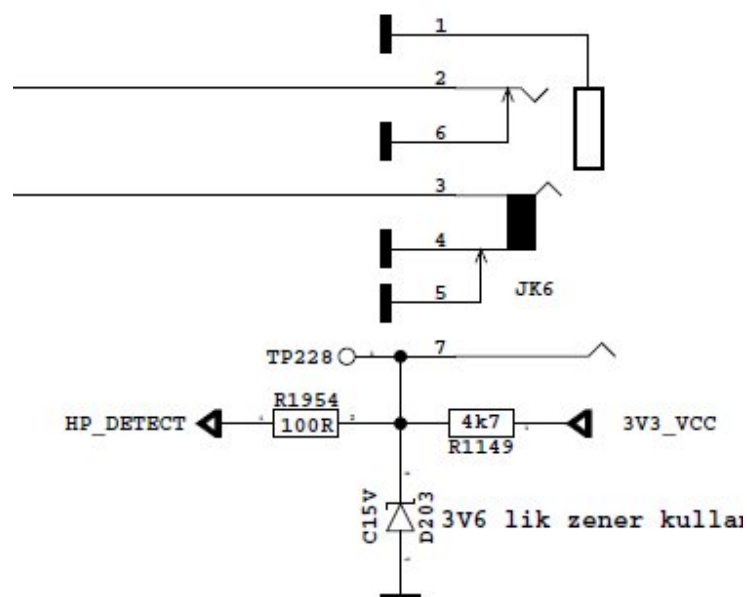 1
2
6
3
4
JK6
5
TP228 7
R1954
HP_DETECT 100R 4k7 3V3_VCC
R1149
C15V D203 3V6 lik zener kullan